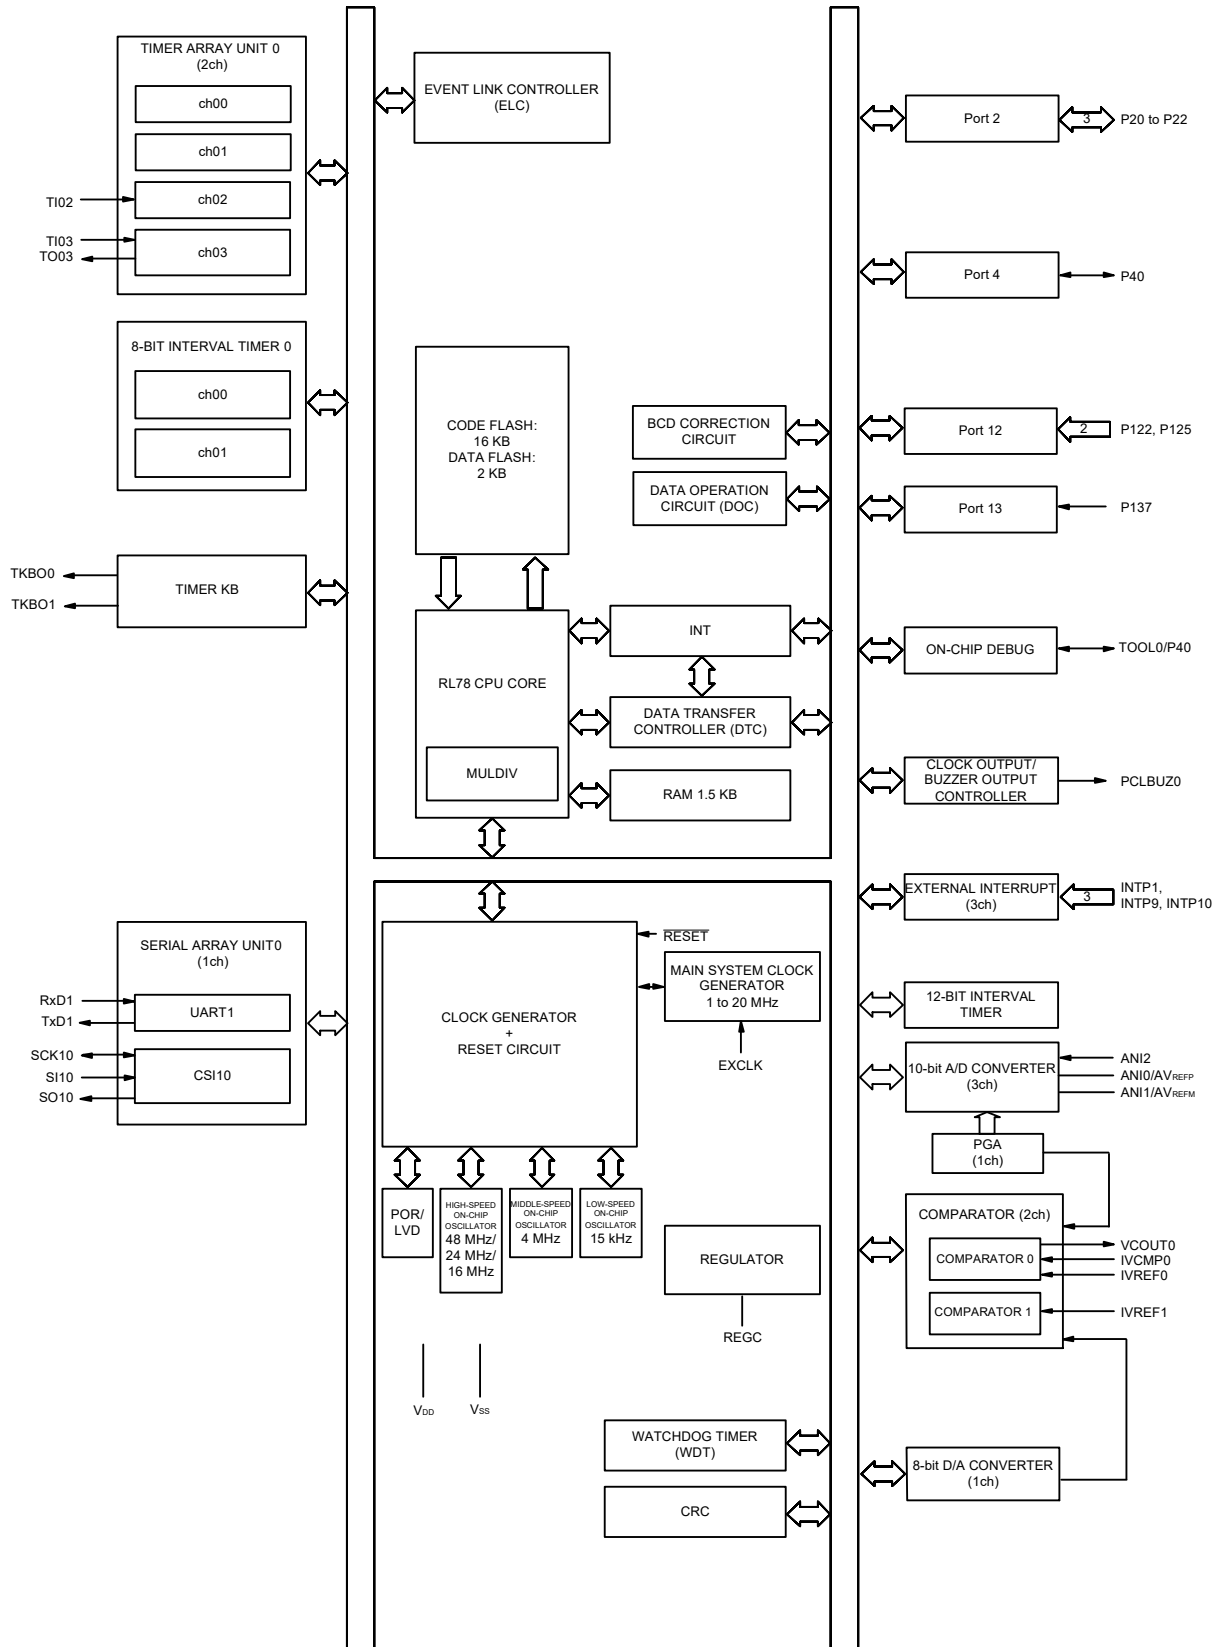 TIMER ARRAY UNIT 0
(2ch)
ch00
ch01
ch02
ch03
TI02
TI03
TO03
8-BIT INTERVAL TIMER 0
ch00
ch01
TKBO0
TKBO1
TIMER KB
SERIAL ARRAY UNIT0
(1ch)
UART1
CSI10
RxD1
TxD1
SCK10
SI10
SO10
EVENT LINK CONTROLLER
(ELC)
CODE FLASH:
16 KB
DATA FLASH:
2 KB
BCD CORRECTION
CIRCUIT
DATA OPERATION
CIRCUIT (DOC)
RL78 CPU CORE
MULDIV
INT
DATA TRANSFER
CONTROLLER (DTC)
RAM 1.5 KB
CLOCK GENERATOR
+
RESET CIRCUIT
RESET
MAIN SYSTEM CLOCK
GENERATOR
1 to 20 MHz
EXCLK
POR/
LVD
HIGH-SPEED
ON-CHIP
OSCILLATOR
48 MHz/
24 MHz/
16 MHz
MIDDLE-SPEED
ON-CHIP
OSCILLATOR
4 MHz
LOW-SPEED
ON-CHIP
OSCILLATOR
15 kHz
REGULATOR
REGC
VDD
VSS
WATCHDOG TIMER
(WDT)
CRC
Port 2
3
P20 to P22
Port 4
P40
Port 12
2
P122, P125
Port 13
P137
ON-CHIP DEBUG
TOOL0/P40
CLOCK OUTPUT/
BUZZER OUTPUT
CONTROLLER
PCLBUZ0
EXTERNAL INTERRUPT
(3ch)
3
INTP1,
INTP9, INTP10
12-BIT INTERVAL
TIMER
10-bit A/D CONVERTER
(3ch)
ANI2
ANI0/AVREFP
ANI1/AVREFM
PGA
(1ch)
COMPARATOR (2ch)
COMPARATOR 0
COMPARATOR 1
VCOUT0
IVCMP0
IVREF0
IVREF1
8-bit D/A CONVERTER
(1ch)